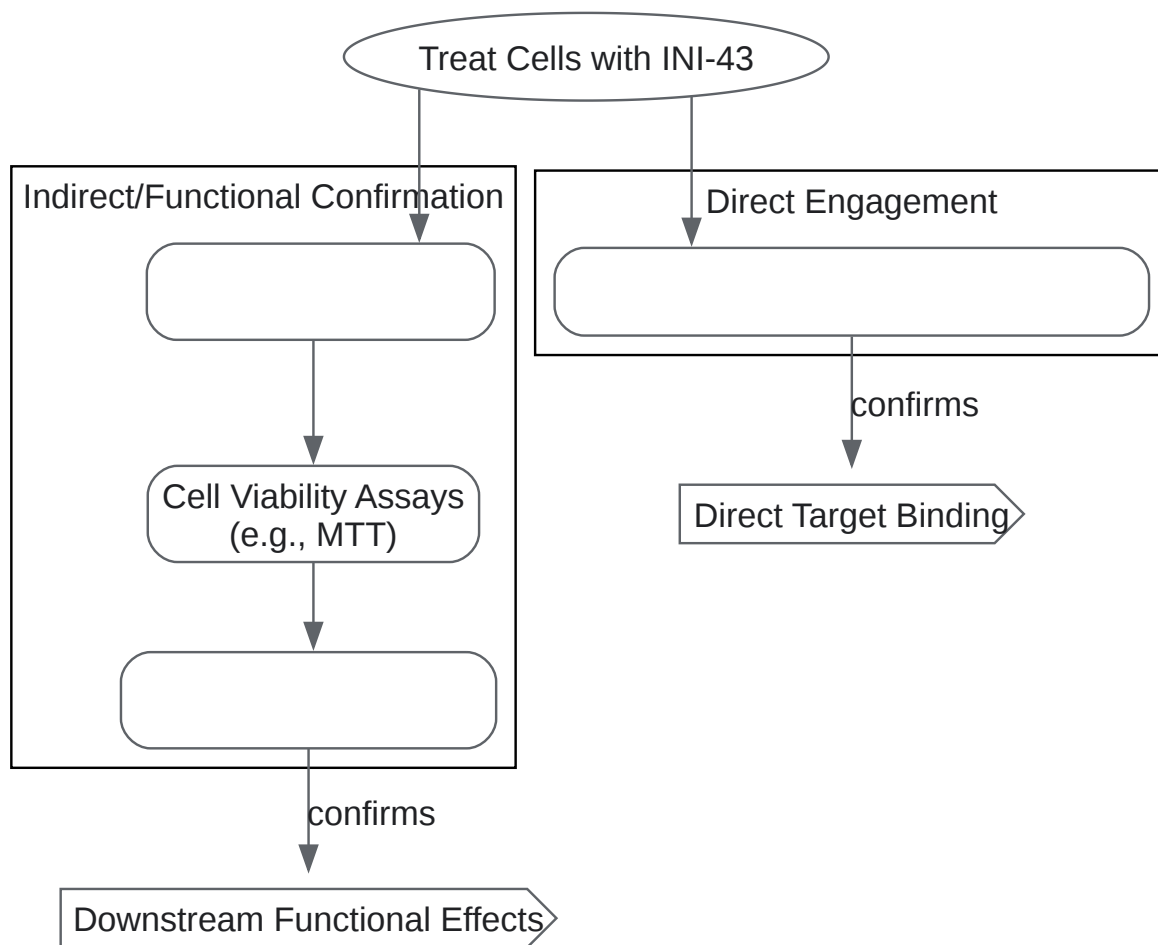 Treat Cells with INI-43
Indirect/Functional Confirmation
Direct Engagement
confirms
Cell Viability Assays
(e.g., MTT)
Direct Target Binding
confirms
Downstream Functional Effects